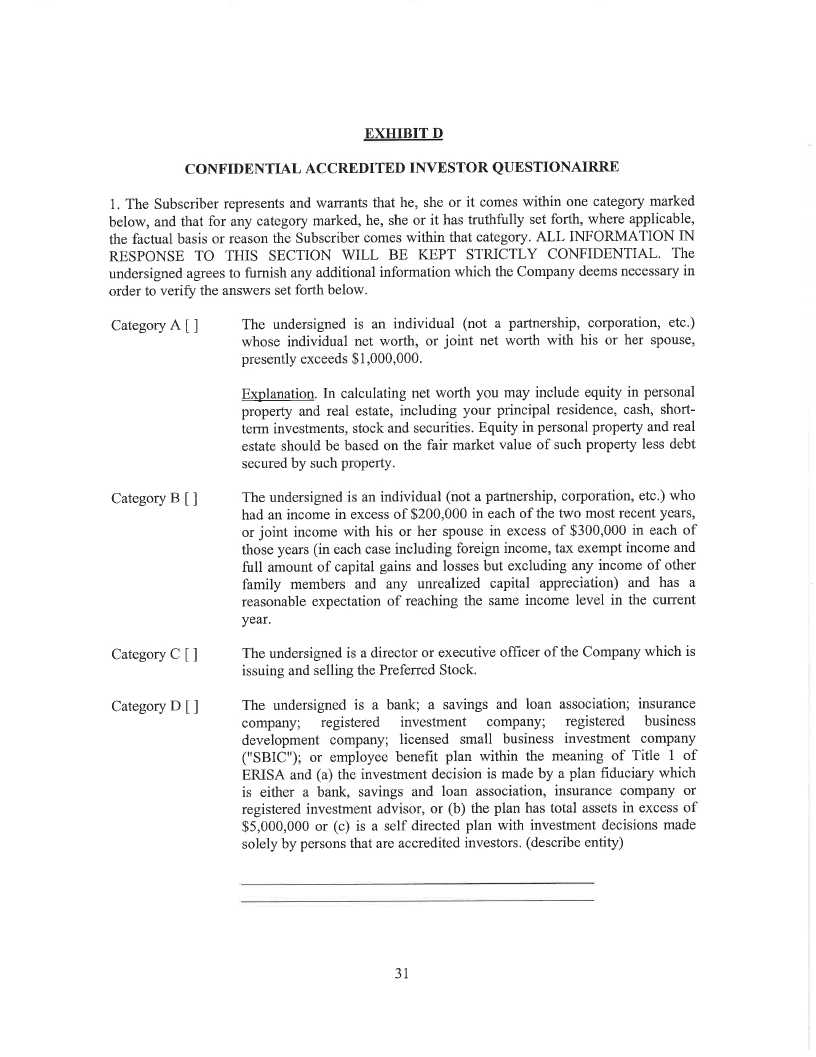 EXHIBIT D
CONFIDENTIAL ACCREDITED INVESTOR QUESTIONAIRRE
1. The Subscriber represents and warrants that he, she or it comes within one category marked
below, and that for any category marked, he, she or it has truthfully set forth, where applicable,
the factual basis or reason the Subscriber comes within that category. ALL INFORMATION IN
RESPONSE TO THIS SECTION WILL BE KEPT STRICTLY CONFIDENTIAL. The
undersigned agrees to furnish any additional information which the Company deems necessary in
order to verify the answers set forth below.
Category A [ ] The undersigned is an individual (not a partnership, corporation, etc.)
whose individual net worth, or joint net worth with his or her spouse,
presently exceeds $1,000,000.
Explanation. In calculating net worth you may include equity in personal
property and real estate, including your principal residence, cash, short-
term investments, stock and securities. Equity in personal property and real
estate should be based on the fair market value of such property less debt
secured by such property.
Category B [ ] The undersigned is an individual (not a partnership, corporation, etc.) who
had an income in excess of $200,000 in each of the two most recent years,
or joint income with his or her spouse in excess of $300,000 in each of
those years (in each case including foreign income, tax exempt income and
full amount of capital gains and losses but excluding any income of other
family members and any unrealized capital appreciation) and has a
reasonable expectation of reaching the same income level in the current
year.
Category C [ ] The undersigned is a director or executive officer of the Company which is
issuing and selling the Preferred Stock.
Category D [ ] The undersigned is a bank; a savings and loan association; insurance
company; registered investment company; registered business
development company; licensed small business investment company
("SBIC"); or employee benefit plan within the meaning of Title 1 of
ERISA and (a) the investment decision is made by a plan fiduciary which
is either a bank, savings and loan association, insurance company or
registered investment advisor, or (b) the plan has total assets in excess of
$5,000,000 or (c) is a self directed plan with investment decisions made
solely by persons that are accredited investors. (describe entity)
31